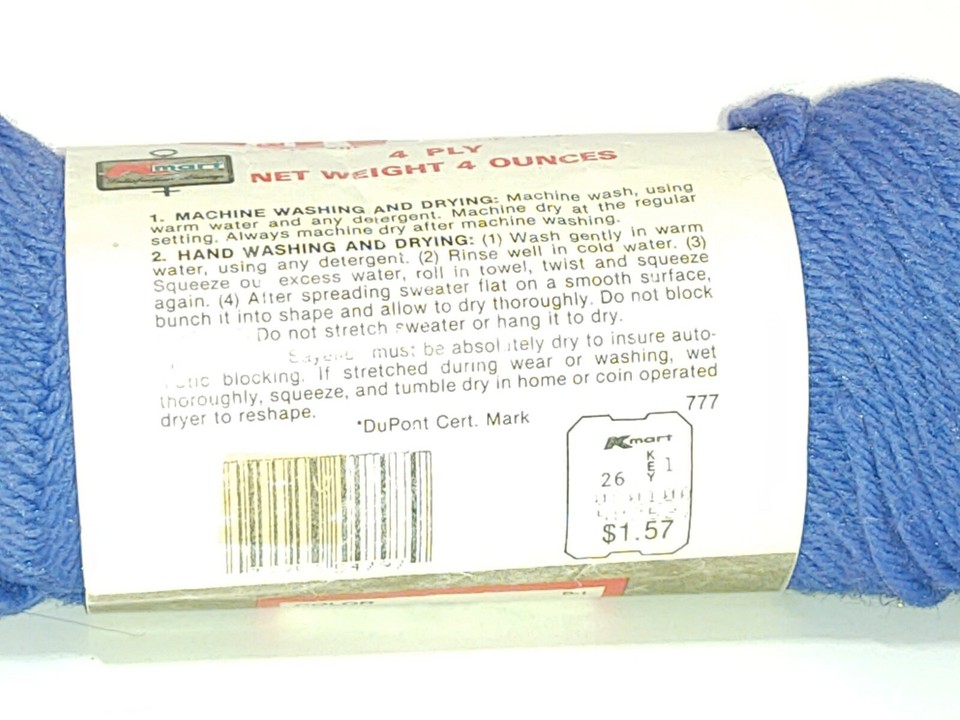 4 PLY
mart
NET WEIGHT 4 OUNCES
1. MACHINE WASHING AND DRYING: Machine wash, using
warm water and any detergent. Machine dry at the regular
setting. Always machine dry after machine washing.
2. HAND WASHING AND DRYING: (1) Wash gently in warm
water, using any detergent. (2) Rinse well in cold water. (3)
Squeeze ou excess water, roll in towel, twist and squeeze
again. (4) After spreading sweater flat on a smooth surface,
bunch it into shape and allow to dry thoroughly. Do not block
Do not stretch sweater or hang it to dry.
must be absolutely dry to insure auto-
blocking. If stretched during wear or washing, wet
thoroughly, squeeze, and tumble dry in home or coin operated
dryer to reshape.
777
*DuPont Cert. Mark
Kmart
26 KEY 1
$1.57
COLOR